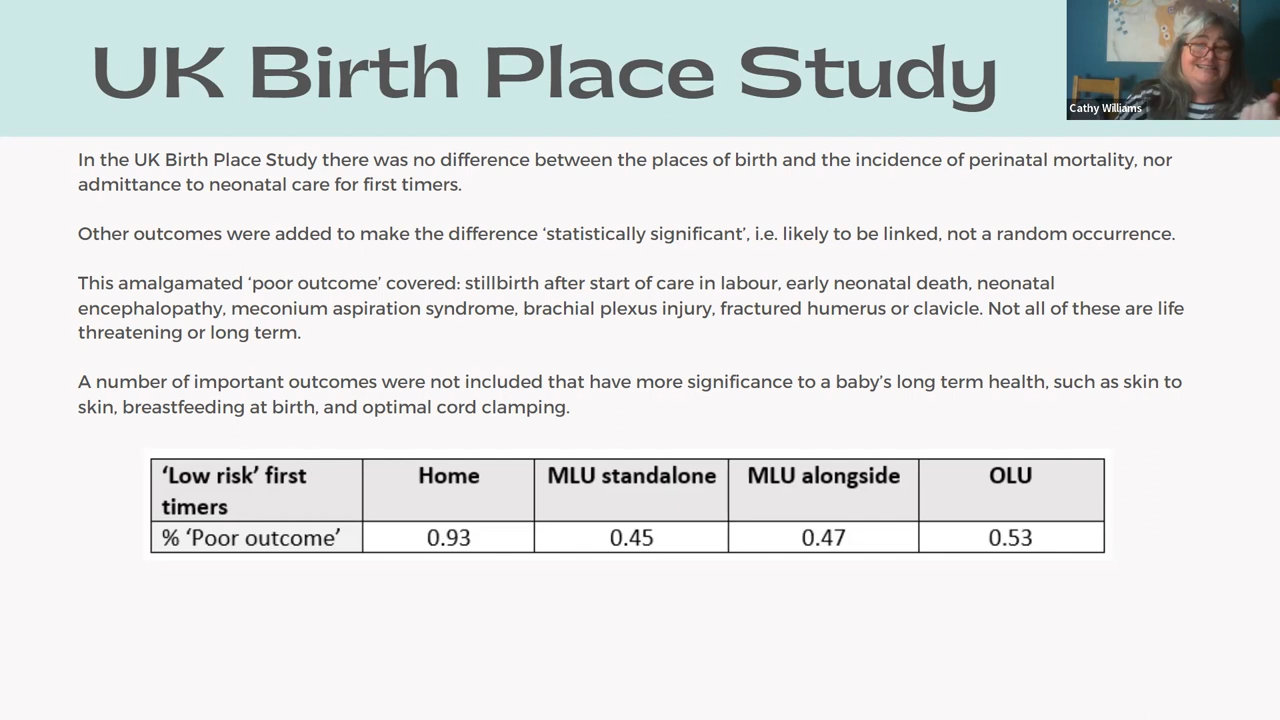 UK Birth Place Study
Cathy Williams
In the UK Birth Place Study there was no difference between the places of birth and the incidence of perinatal mortality, nor
admittance to neonatal care for first timers.
Other outcomes were added to make the difference ‘statistically significant’, i.e. likely to be linked, not a random occurrence.
This amalgamated ‘poor outcome’ covered: stillbirth after start of care in labour, early neonatal death, neonatal
encephalopathy, meconium aspiration syndrome, brachial plexus injury, fractured humerus or clavicle. Not all of these are life
threatening or long term.
A number of important outcomes were not included that have more significance to a baby’s long term health, such as skin to
skin, breastfeeding at birth, and optimal cord clamping.
‘Low risk’ first timers Home MLU standalone MLU alongside OLU
% ‘Poor outcome’ 0.93 0.45 0.47 0.53